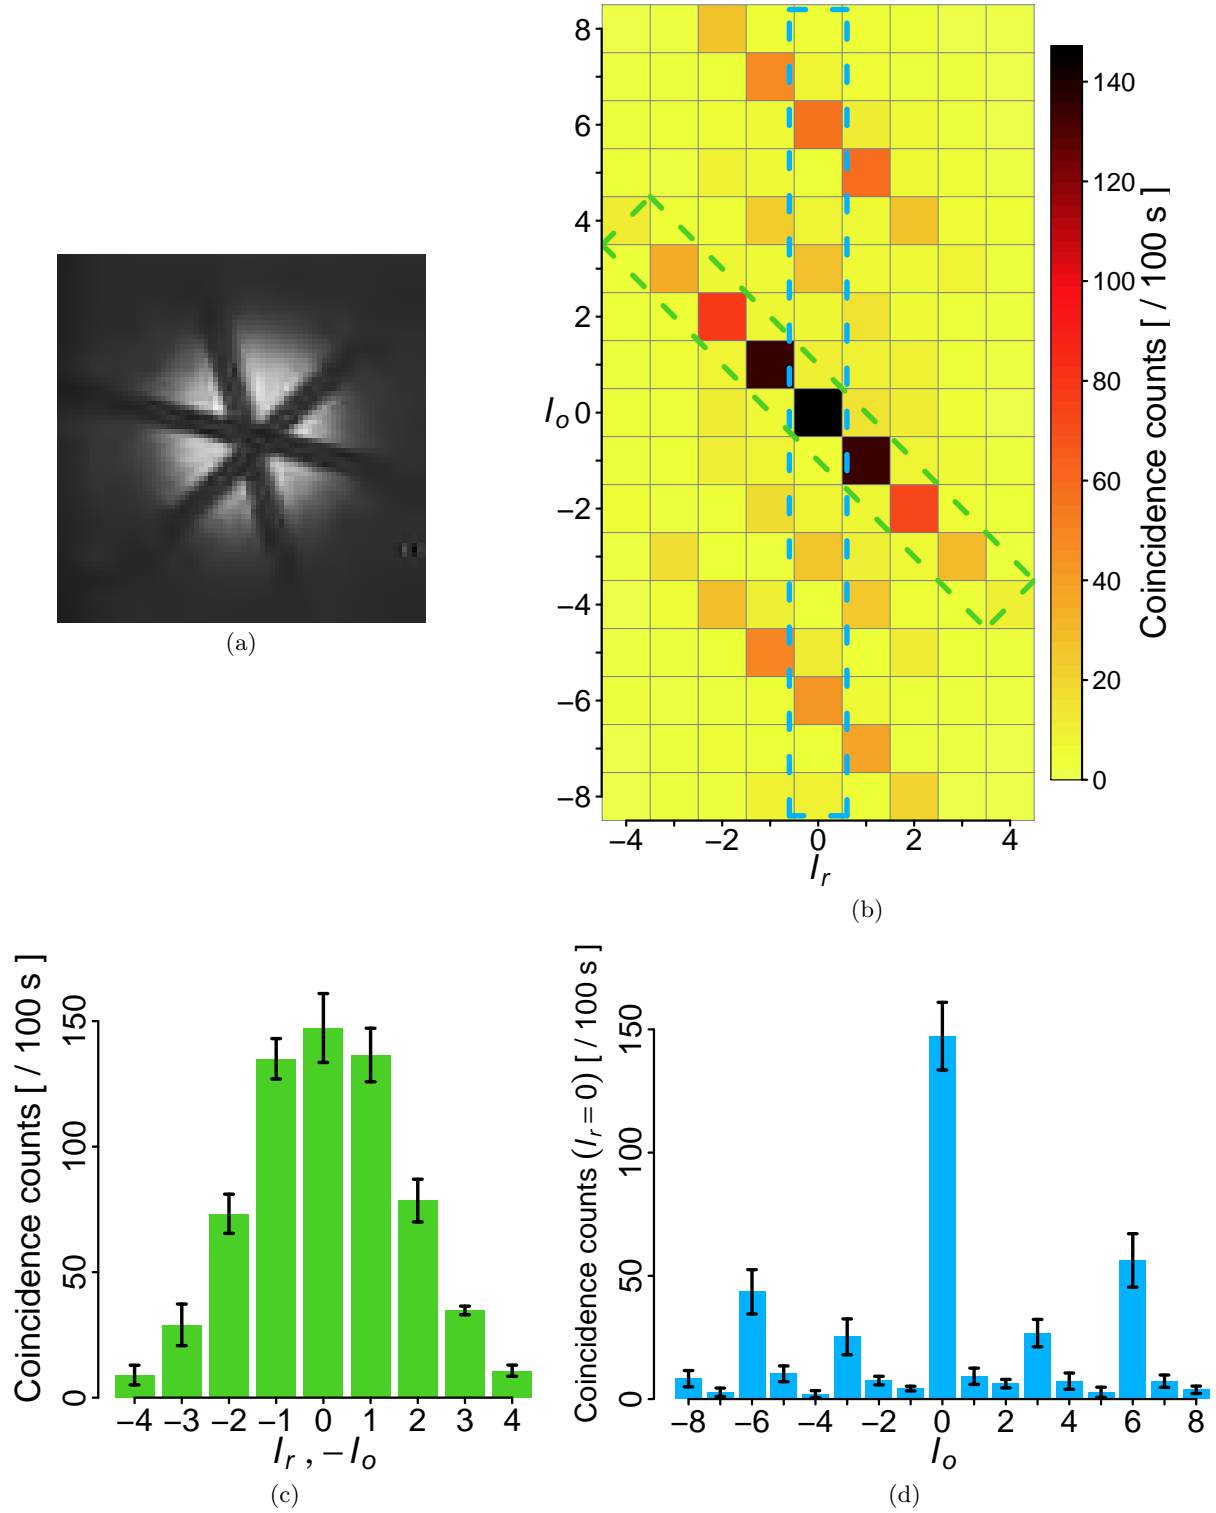 8
6
4
2
0
−2
−4
−6
−8
l_o
−4 −2 0 2 4
l_r
140
120
100
80
60
40
20
0
Coincidence counts [ / 100 s ]
(a)
(b)
Coincidence counts [ / 100 s ]
150
100
50
0
−4 −3 −2 −1 0 1 2 3 4
l_r , −l_o
(c)
Coincidence counts (l_r = 0) [ / 100 s ]
150
100
50
0
−8 −6 −4 −2 0 2 4 6 8
l_o
(d)